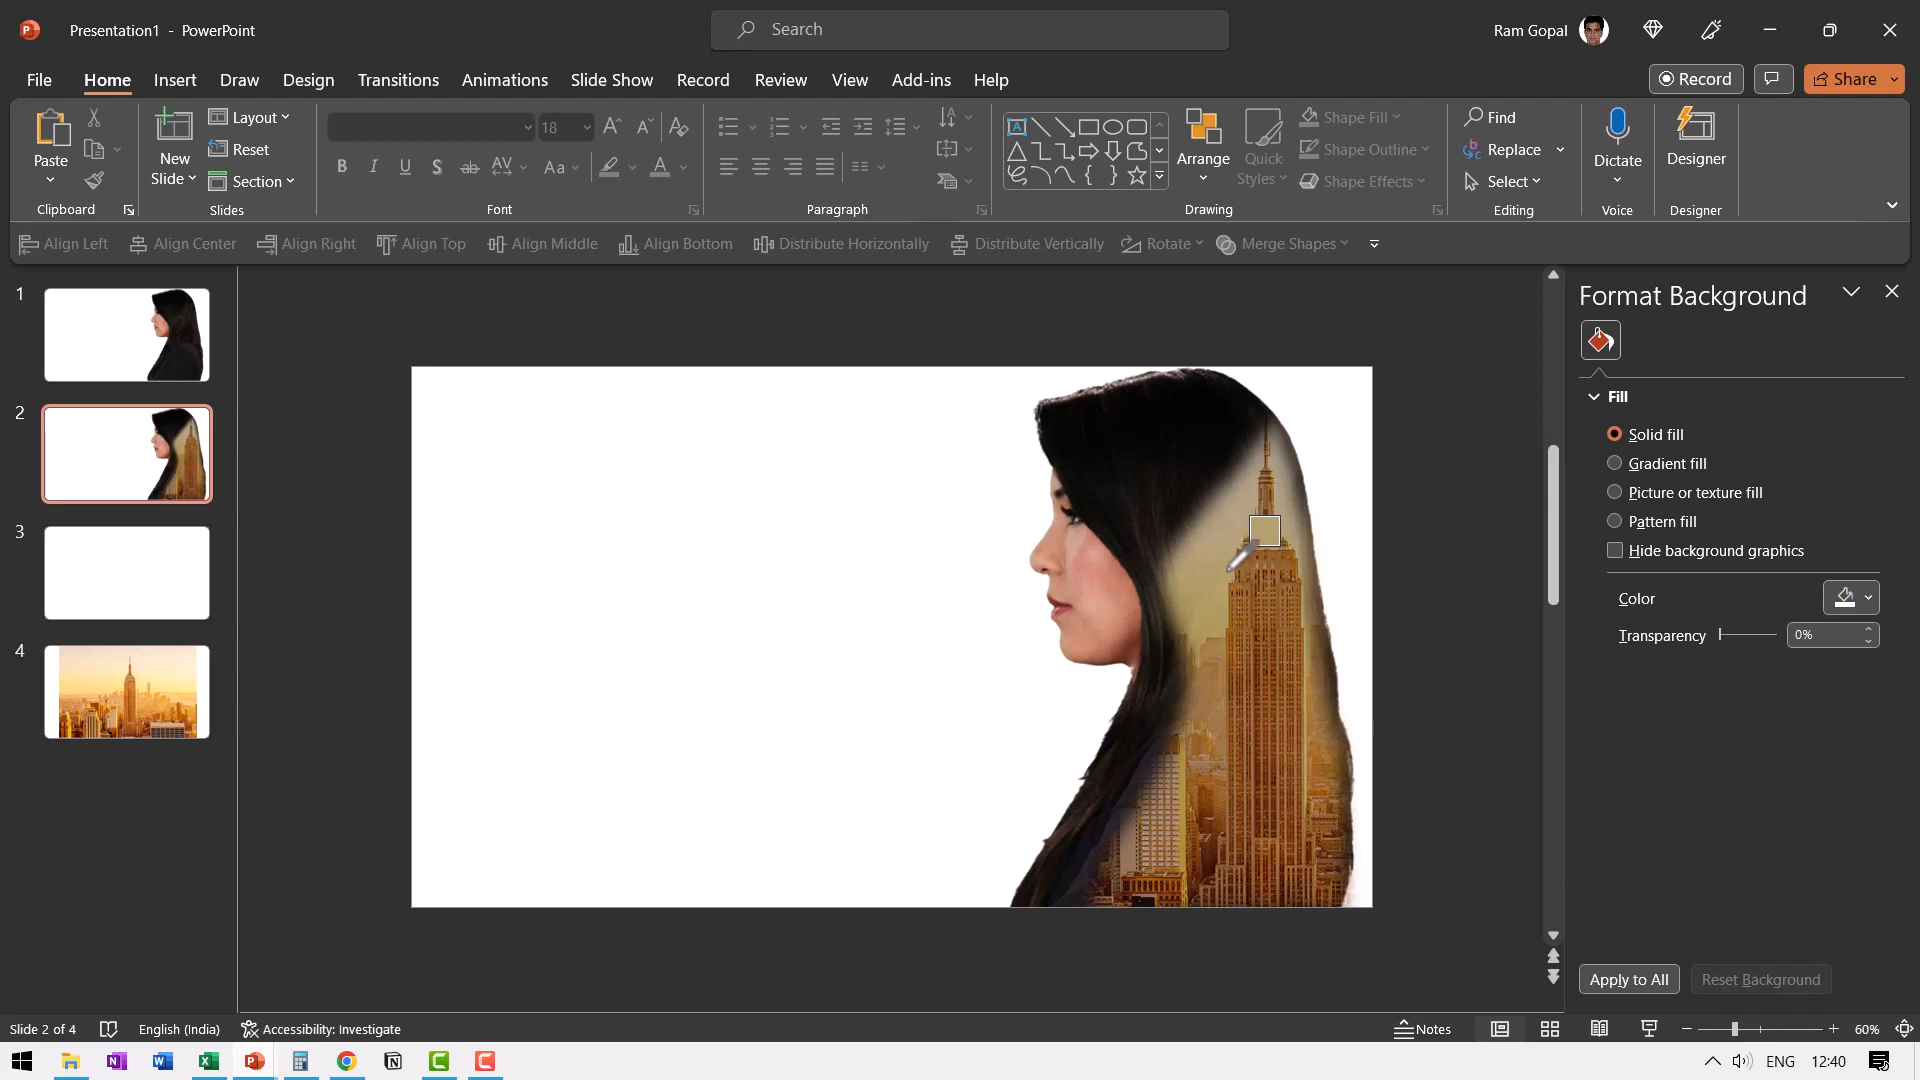 Presentation1 - PowerPoint
Search
Ram Gopal
File Home Insert Draw Design Transitions Animations Slide Show Record Review View Add-ins Help
Record
Share
Paste
New Slide
Layout
Reset
Section
18
Arrange
Quick Styles
Shape Fill
Shape Outline
Shape Effects
Find
Replace
Select
Dictate
Designer
Clipboard Slides Font Paragraph Drawing Editing Voice Designer
Align Left Align Center Align Right Align Top Align Middle Align Bottom Distribute Horizontally Distribute Vertically Rotate Merge Shapes
1
2
3
4
Format Background
Fill
Solid fill
Gradient fill
Picture or texture fill
Pattern fill
Hide background graphics
Color
Transparency 0%
Apply to All Reset Background
Slide 2 of 4 English (India) Accessibility: Investigate Notes 60%
ENG 12:40